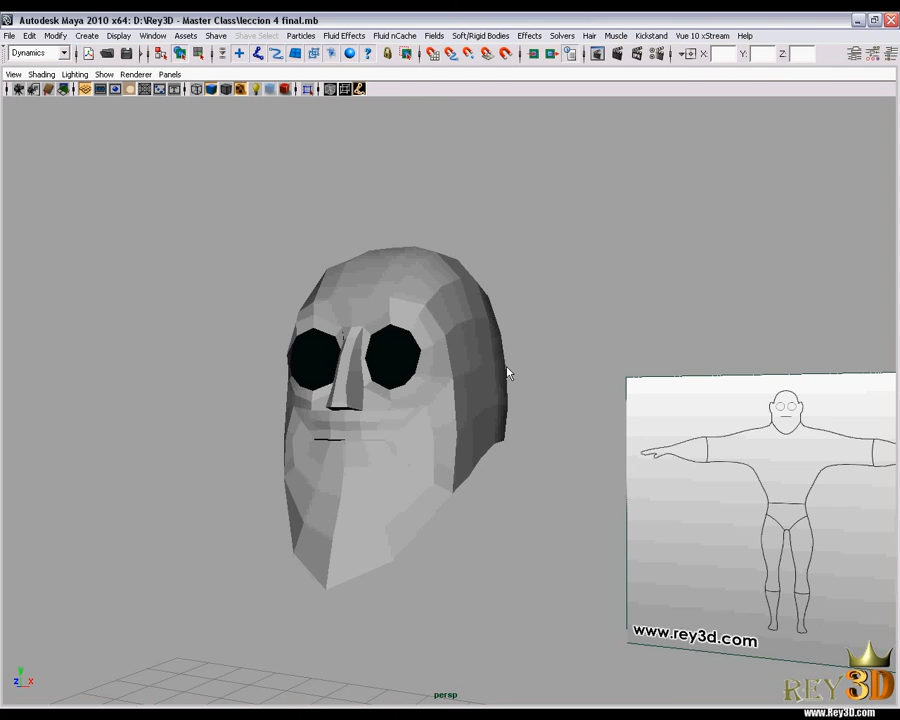 Autodesk Maya 2010 x64: D:\Rey3D - Master Class\leccion 4 final.mb
File Edit Modify Create Display Window Assets Shave Shave Select Particles Fluid Effects Fluid nCache Fields Soft/Rigid Bodies Effects Solvers Hair Muscle Kickstand Vue 10 xStream Help
Dynamics X: Y: Z:
View Shading Lighting Show Renderer Panels
www.rey3d.com
y
z x
persp
REY3D
www.Rey3D.com